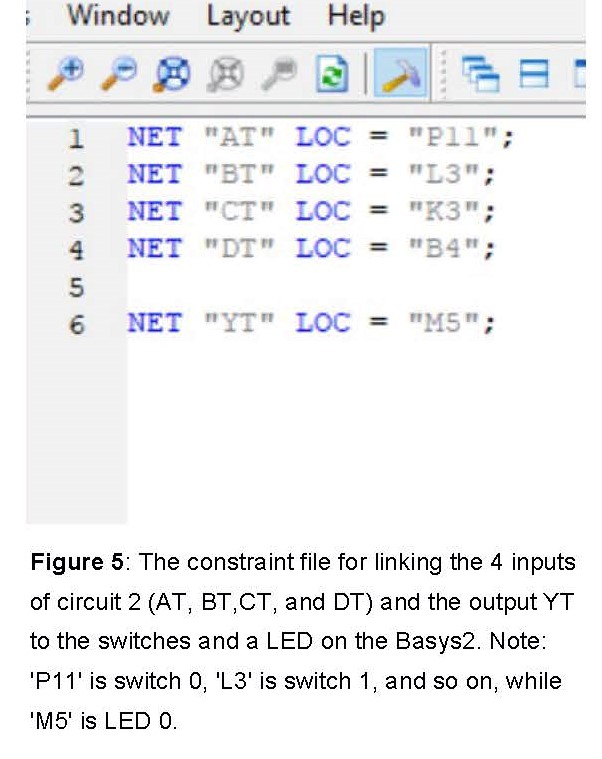 Window Layout Help
1 NET "AT" LOC = "P11";
2 NET "BT" LOC = "L3";
3 NET "CT" LOC = "K3";
4 NET "DT" LOC = "B4";
5
6 NET "YT" LOC = "M5";
Figure 5: The constraint file for linking the 4 inputs
of circuit 2 (AT, BT,CT, and DT) and the output YT
to the switches and a LED on the Basys2. Note:
'P11' is switch 0, 'L3' is switch 1, and so on, while
'M5' is LED 0.